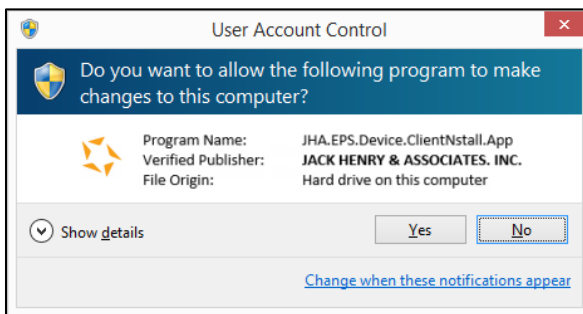 User Account Control
Do you want to allow the following program to make
changes to this computer?
Program Name: JHA.EPS.Device.ClientNstall.App
Verified Publisher: JACK HENRY & ASSOCIATES. INC.
File Origin: Hard drive on this computer
Show details
Yes
No
Change when these notifications appear